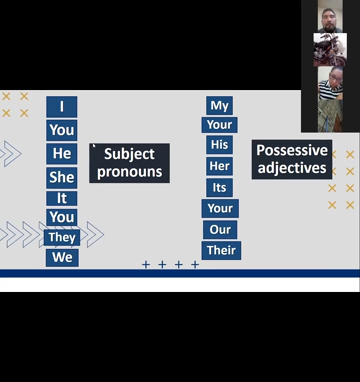 I
You
He
She
It
You
They
We
Subject
pronouns
My
Your
His
Her
Its
Your
Our
Their
Possessive
adjectives